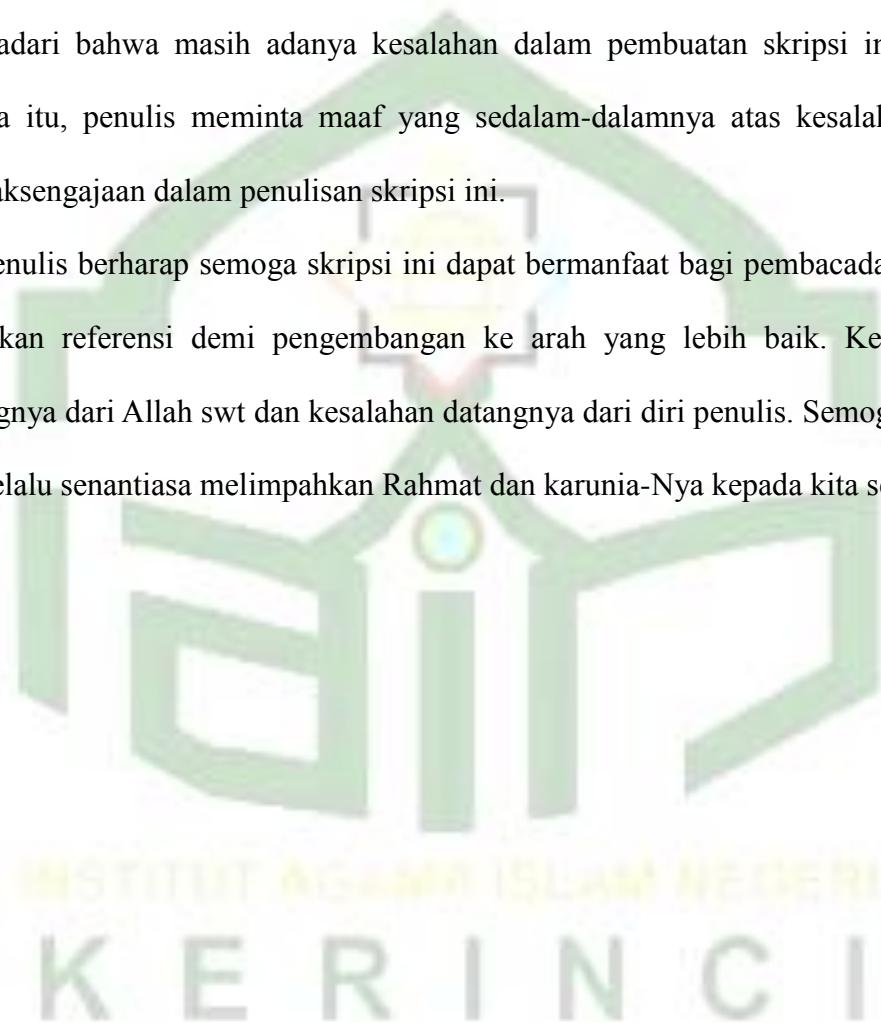 adari bahwa masih adanya kesalahan dalam pembuatan skripsi in
a itu, penulis meminta maaf yang sedalam-dalamnya atas kesalal
aksengajaan dalam penulisan skripsi ini.
enulis berharap semoga skripsi ini dapat bermanfaat bagi pembacada
kan referensi demi pengembangan ke arah yang lebih baik. Ke
gnya dari Allah swt dan kesalahan datangnya dari diri penulis. Semog
elalu senantiasa melimpahkan Rahmat dan karunia-Nya kepada kita se
iain
INSTITUT AGAMA ISLAM NEGERI
KERINCI